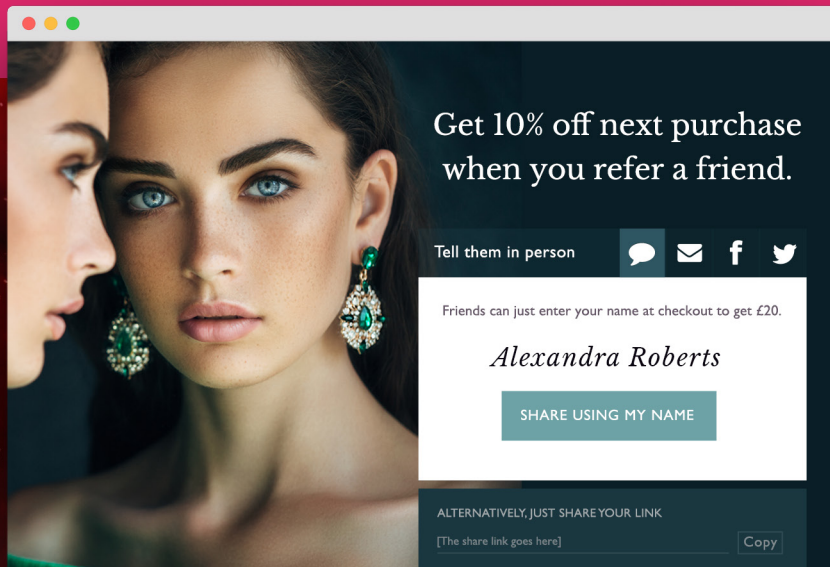 Get 10% off next purchase
when you refer a friend.
Tell them in person
Friends can just enter your name at checkout to get £20.
Alexandra Roberts
SHARE USING MY NAME
ALTERNATIVELY, JUST SHARE YOUR LINK
[The share link goes here]
Copy